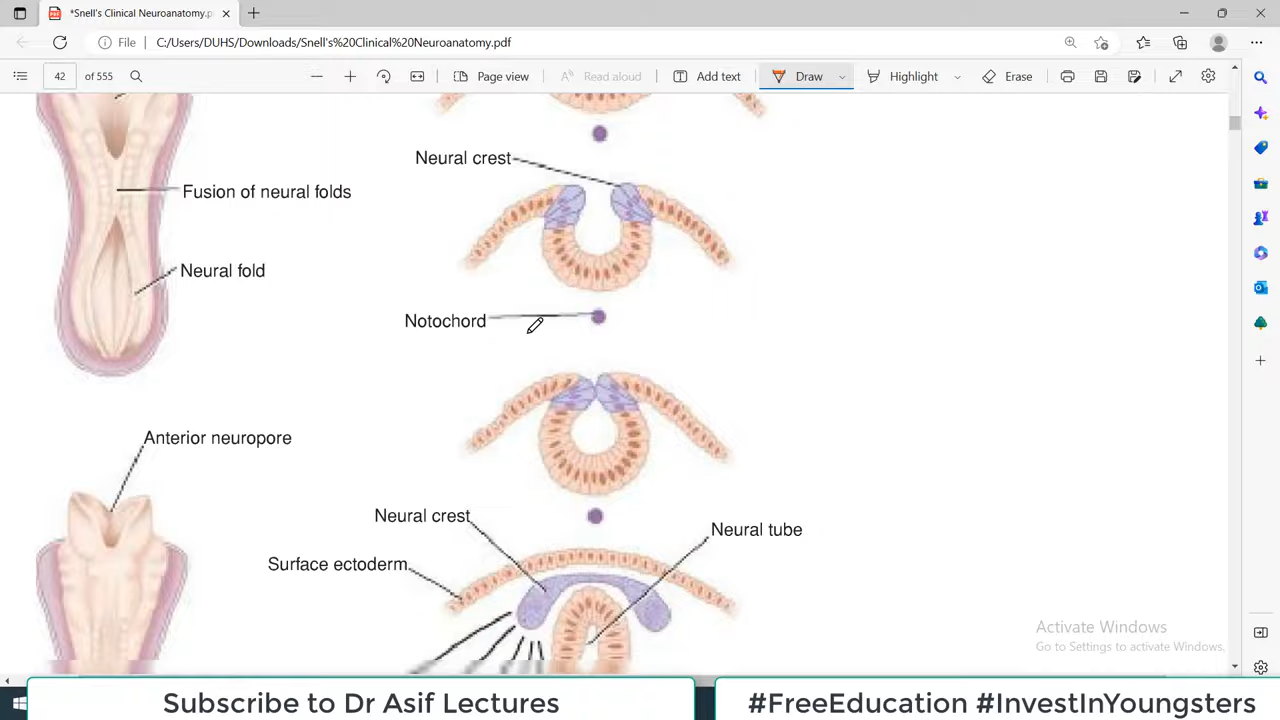 *Snell's Clinical Neuroanatomy.p
File
C:/Users/DUHS/Downloads/Snell's%20Clinical%20Neuroanatomy.pdf
42 of 555
Page view
Read aloud
Add text
Draw
Highlight
Erase
Neural crest
Fusion of neural folds
Neural fold
Notochord
Anterior neuropore
Neural crest
Neural tube
Surface ectoderm
Activate Windows
Go to Settings to activate Windows.
Subscribe to Dr Asif Lectures
#FreeEducation #InvestInYoungsters